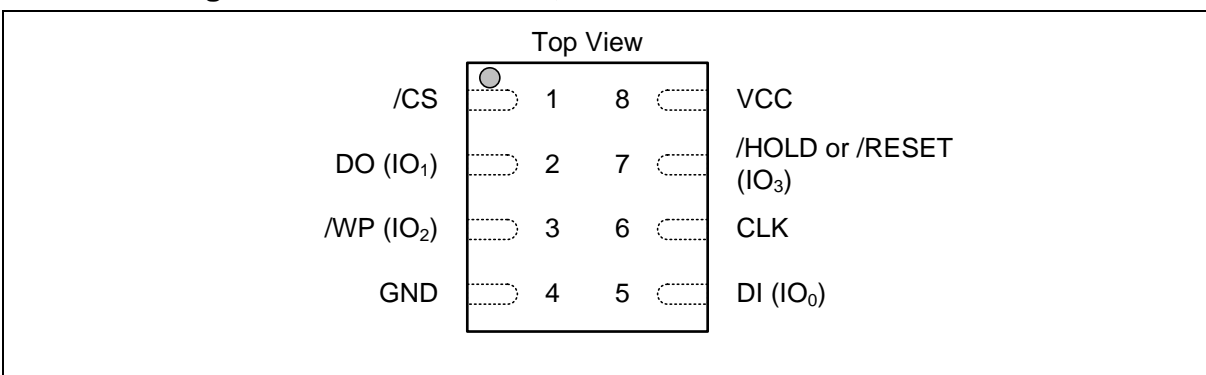 Top View
/CS 1 8 VCC
DO (IO₁) 2 7 /HOLD or /RESET
(IO₃)
/WP (IO₂) 3 6 CLK
GND 4 5 DI (IO₀)